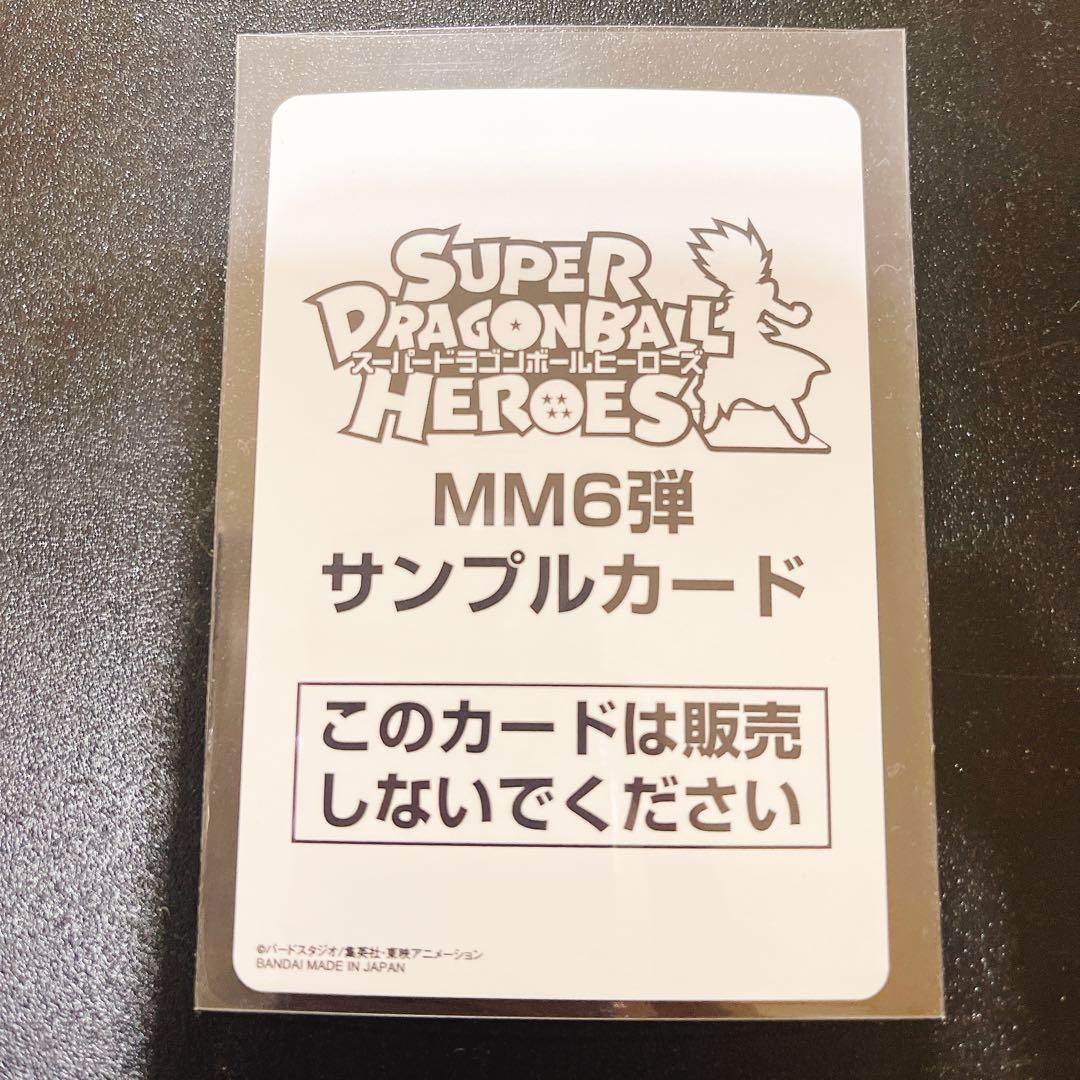 SUPER
DRAGONBALL
スーパードラゴンボールヒーローズ
HEROES
MM6弾
サンプルカード
このカードは販売
しないでください
©バードスタジオ/集英社・東映アニメーション
BANDAI MADE IN JAPAN